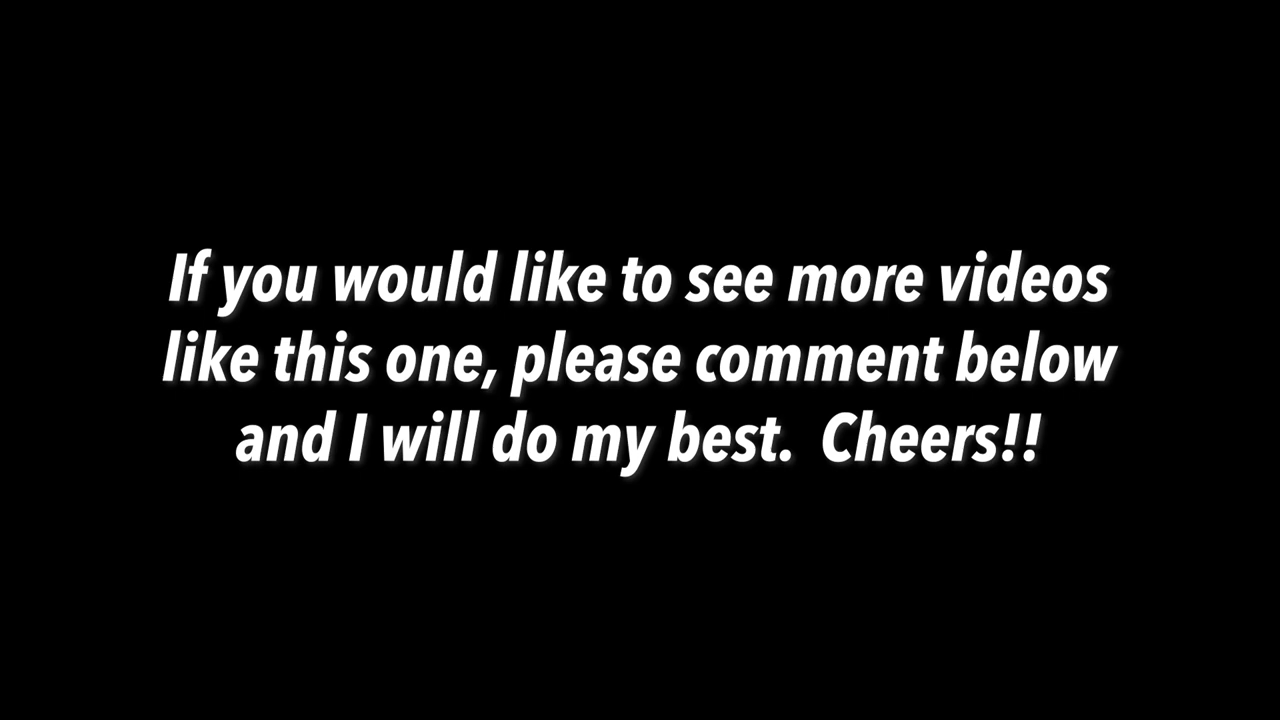 If you would like to see more videos
like this one, please comment below
and I will do my best.  Cheers!!